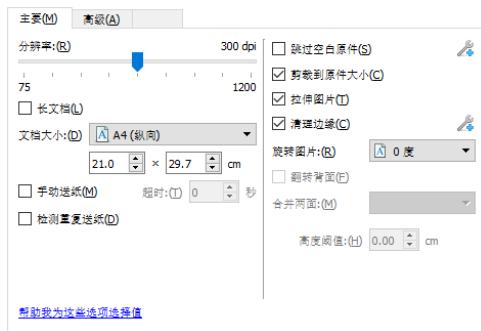 主要(M) 高级(A)
分辨率:(R) 300 dpi
75 1200
长文档(L)
文档大小:(D) A4 (纵向)
21.0 × 29.7 cm
手动送纸(M) 超时:(T) 0 秒
检测重复送纸(D)
帮助我为这些选项选择值
跳过空白原件(S)
剪裁到原件大小(C)
拉伸图片(T)
清理边缘(C)
旋转图片:(R) 0 度
翻转背面(F)
合并两面:(M)
高度阈值:(H) 0.00 cm